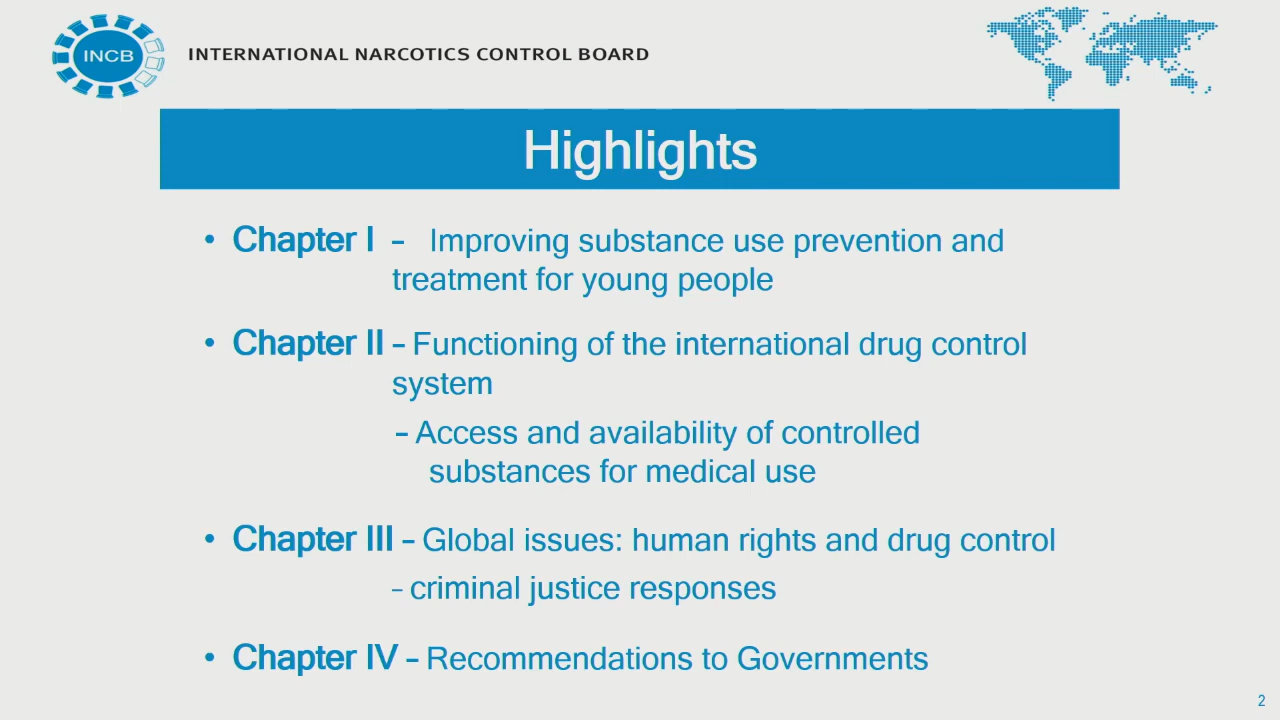 INCB
INTERNATIONAL NARCOTICS CONTROL BOARD
Highlights
• Chapter I – Improving substance use prevention and
treatment for young people
• Chapter II – Functioning of the international drug control
system
– Access and availability of controlled
substances for medical use
• Chapter III – Global issues: human rights and drug control
– criminal justice responses
• Chapter IV – Recommendations to Governments
2